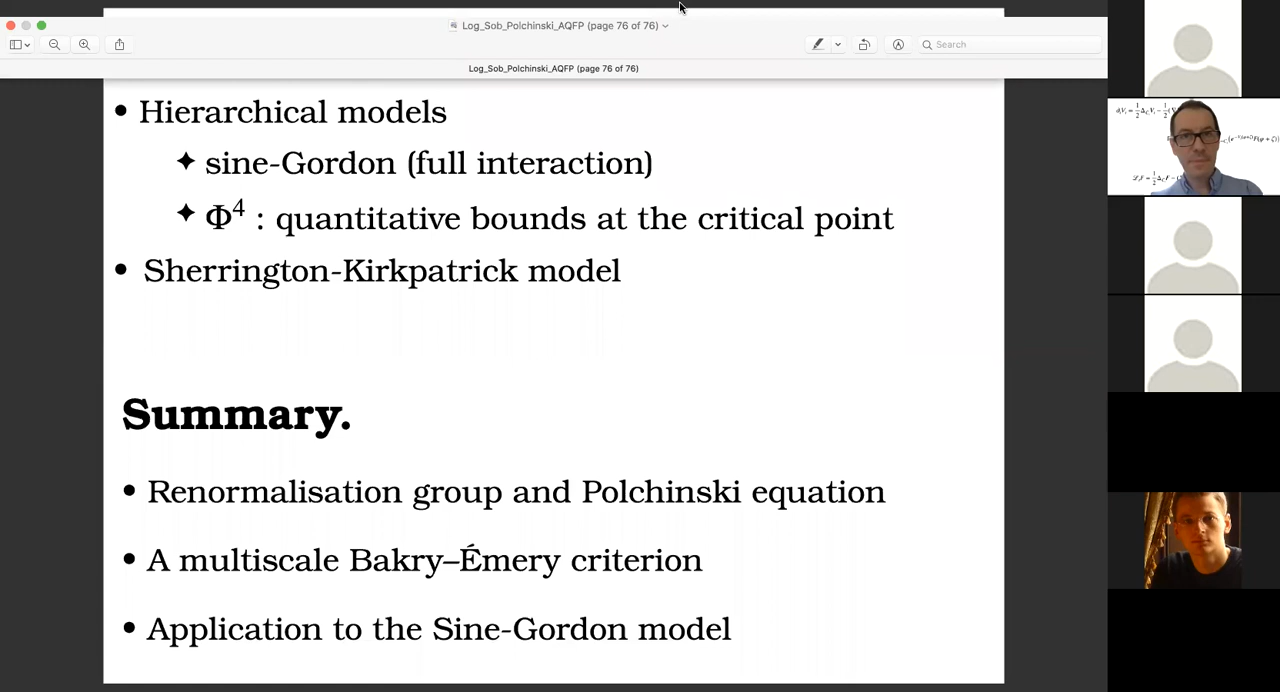 Log_Sob_Polchinski_AQFP (page 76 of 76)
Search
Log_Sob_Polchinski_AQFP (page 76 of 76)
• Hierarchical models
✦ sine-Gordon (full interaction)
✦ Φ⁴ : quantitative bounds at the critical point
• Sherrington-Kirkpatrick model
Summary.
• Renormalisation group and Polchinski equation
• A multiscale Bakry–Émery criterion
• Application to the Sine-Gordon model